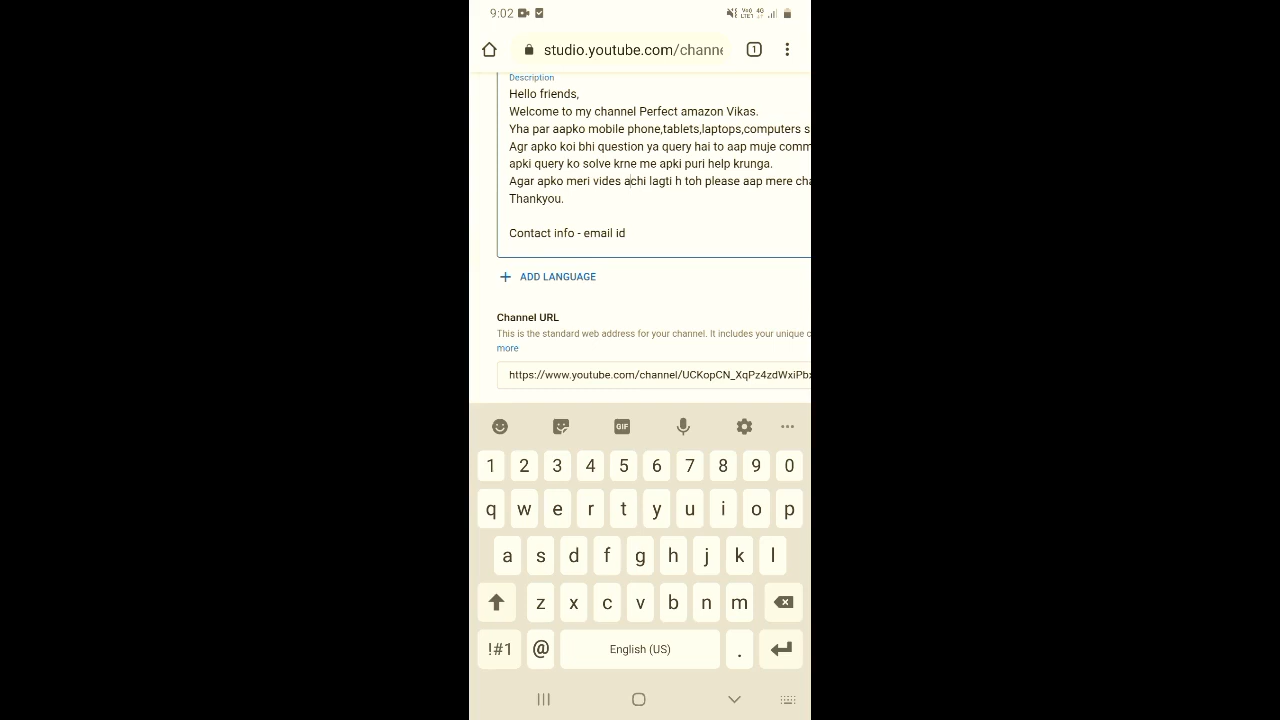 9:02
studio.youtube.com/channe
1
Description
Hello friends,
Welcome to my channel Perfect amazon Vikas.
Yha par aapko mobile phone,tablets,laptops,computers s
Agr apko koi bhi question ya query hai to aap muje comm
apki query ko solve krne me apki puri help krunga.
Agar apko meri vides achi lagti h toh please aap mere cha
Thankyou.
Contact info - email id
+ ADD LANGUAGE
Channel URL
This is the standard web address for your channel. It includes your unique c
more
https://www.youtube.com/channel/UCKopCN_XqPz4zdWxiPb
GIF
1 2 3 4 5 6 7 8 9 0
q w e r t y u i o p
a s d f g h j k l
z x c v b n m
!#1 @ English (US) .